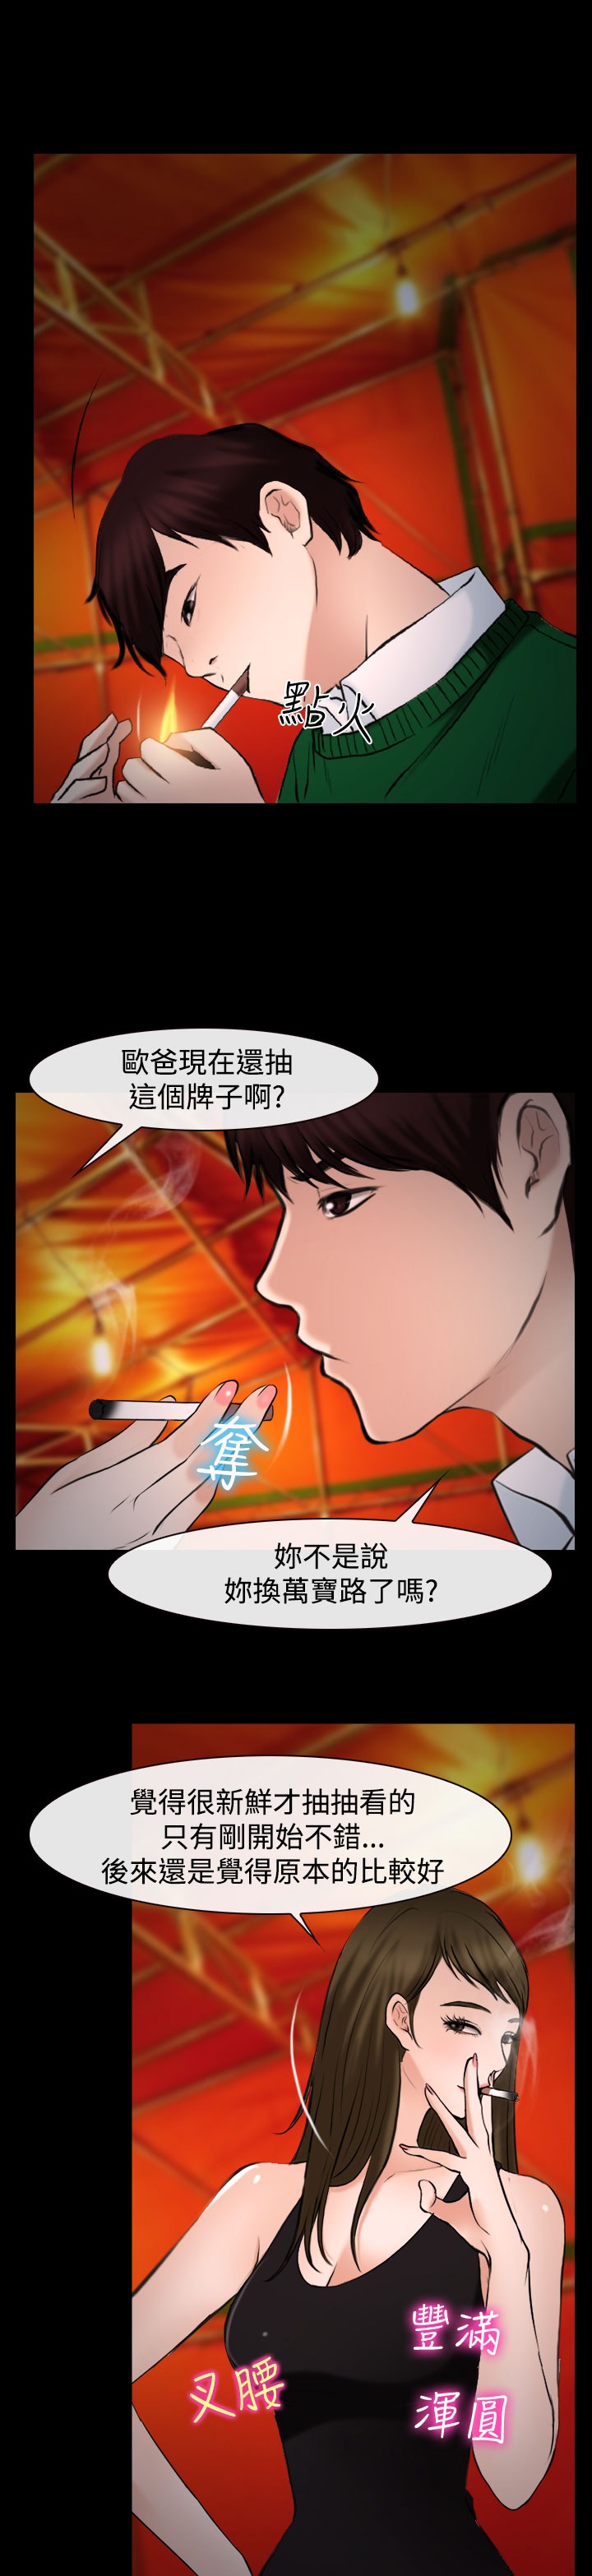 點火
歐爸現在還抽
這個牌子啊?
奪
妳不是說
妳換萬寶路了嗎?
覺得很新鮮才抽抽看的
只有剛開始不錯...
後來還是覺得原本的比較好
豐滿
叉腰
渾圓